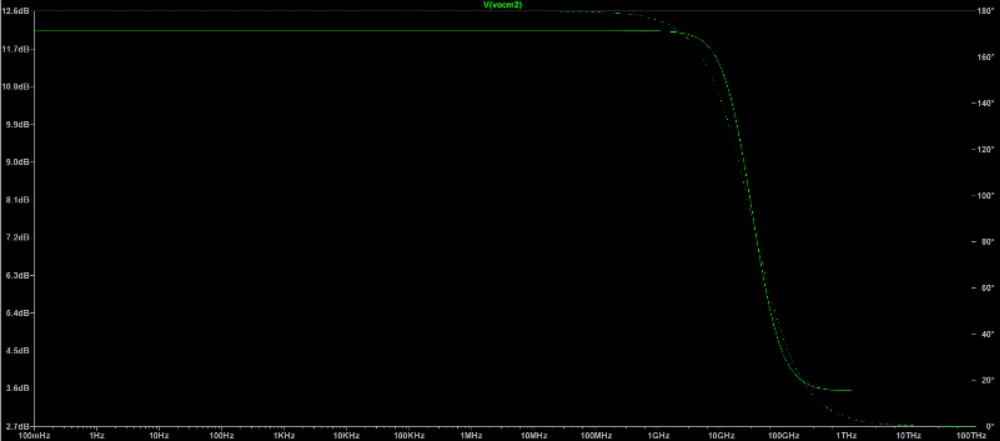 V(vocm2)
12.6dB
11.7dB
10.8dB
9.9dB
9.0dB
8.1dB
7.2dB
6.3dB
5.4dB
4.5dB
3.6dB
2.7dB
180°
160°
140°
120°
100°
80°
60°
40°
20°
0°
100mHz 1Hz 10Hz 100Hz 1KHz 10KHz 100KHz 1MHz 10MHz 100MHz 1GHz 10GHz 100GHz 1THz 10THz 100THz